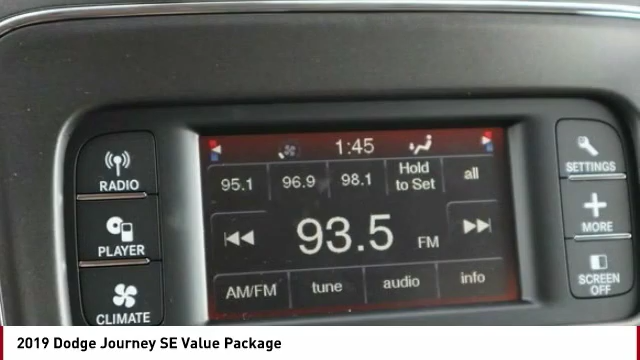 1:45
95.1 96.9 98.1 Hold to Set all
93.5 FM
AM/FM tune audio info
RADIO
PLAYER
CLIMATE
SETTINGS
MORE
SCREEN OFF
2019 Dodge Journey SE Value Package